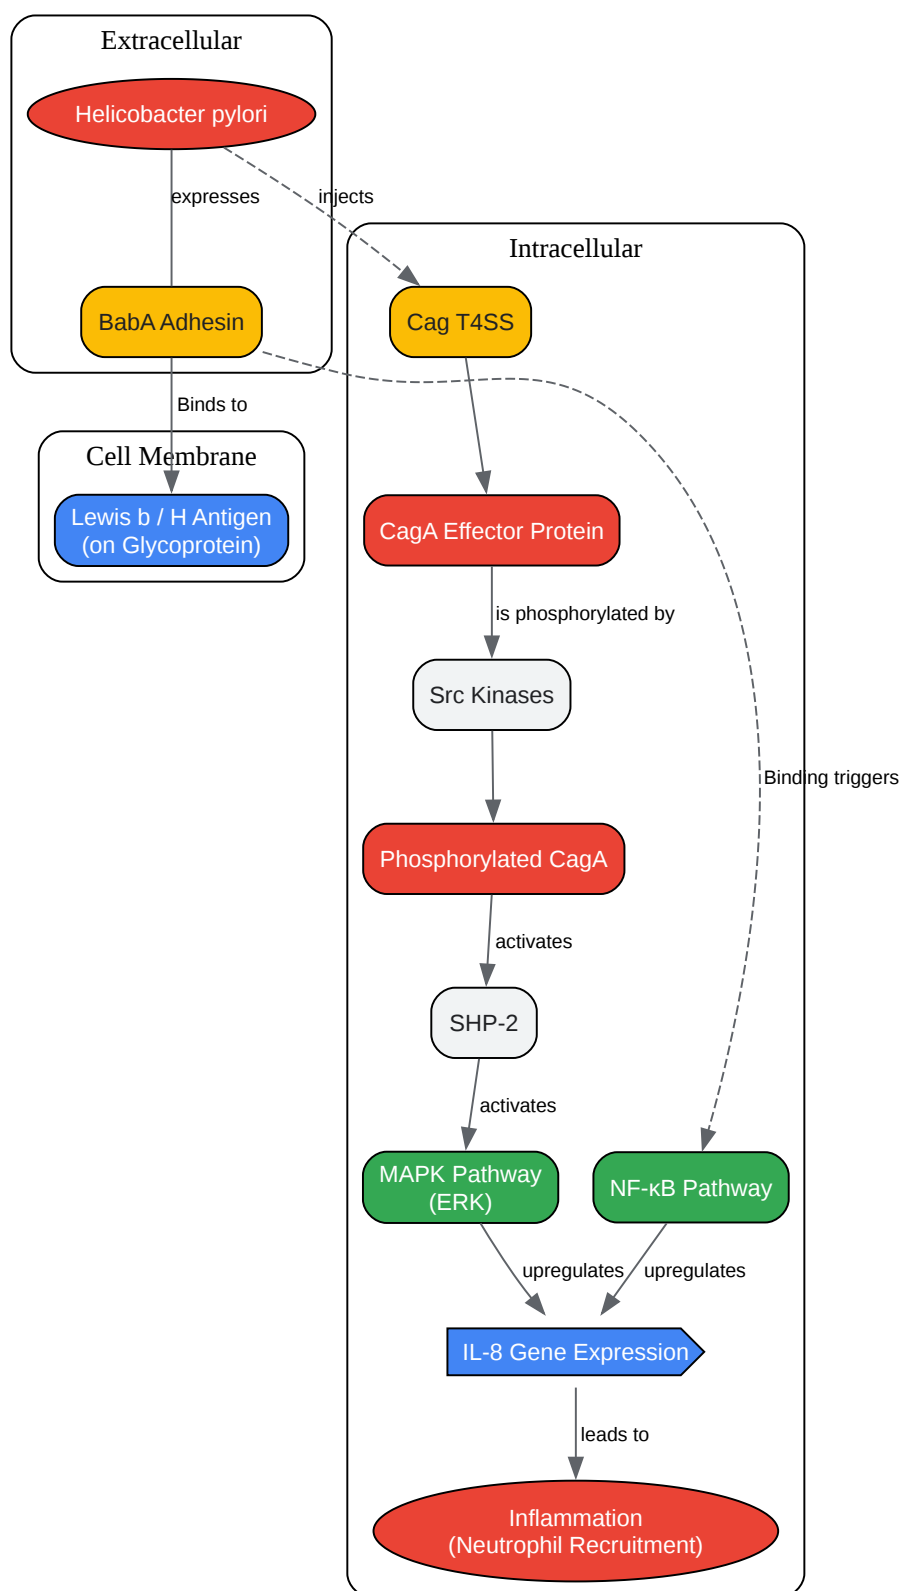 Extracellular
Helicobacter pylori
expresses
injects
Intracellular
BabA Adhesin
Cag T4SS
Binds to
Cell Membrane
Lewis b / H Antigen
(on Glycoprotein)
CagA Effector Protein
is phosphorylated by
Src Kinases
Binding triggers
Phosphorylated CagA
activates
SHP-2
activates
MAPK Pathway
(ERK)
NF-κB Pathway
upregulates
upregulates
IL-8 Gene Expression
leads to
Inflammation
(Neutrophil Recruitment)